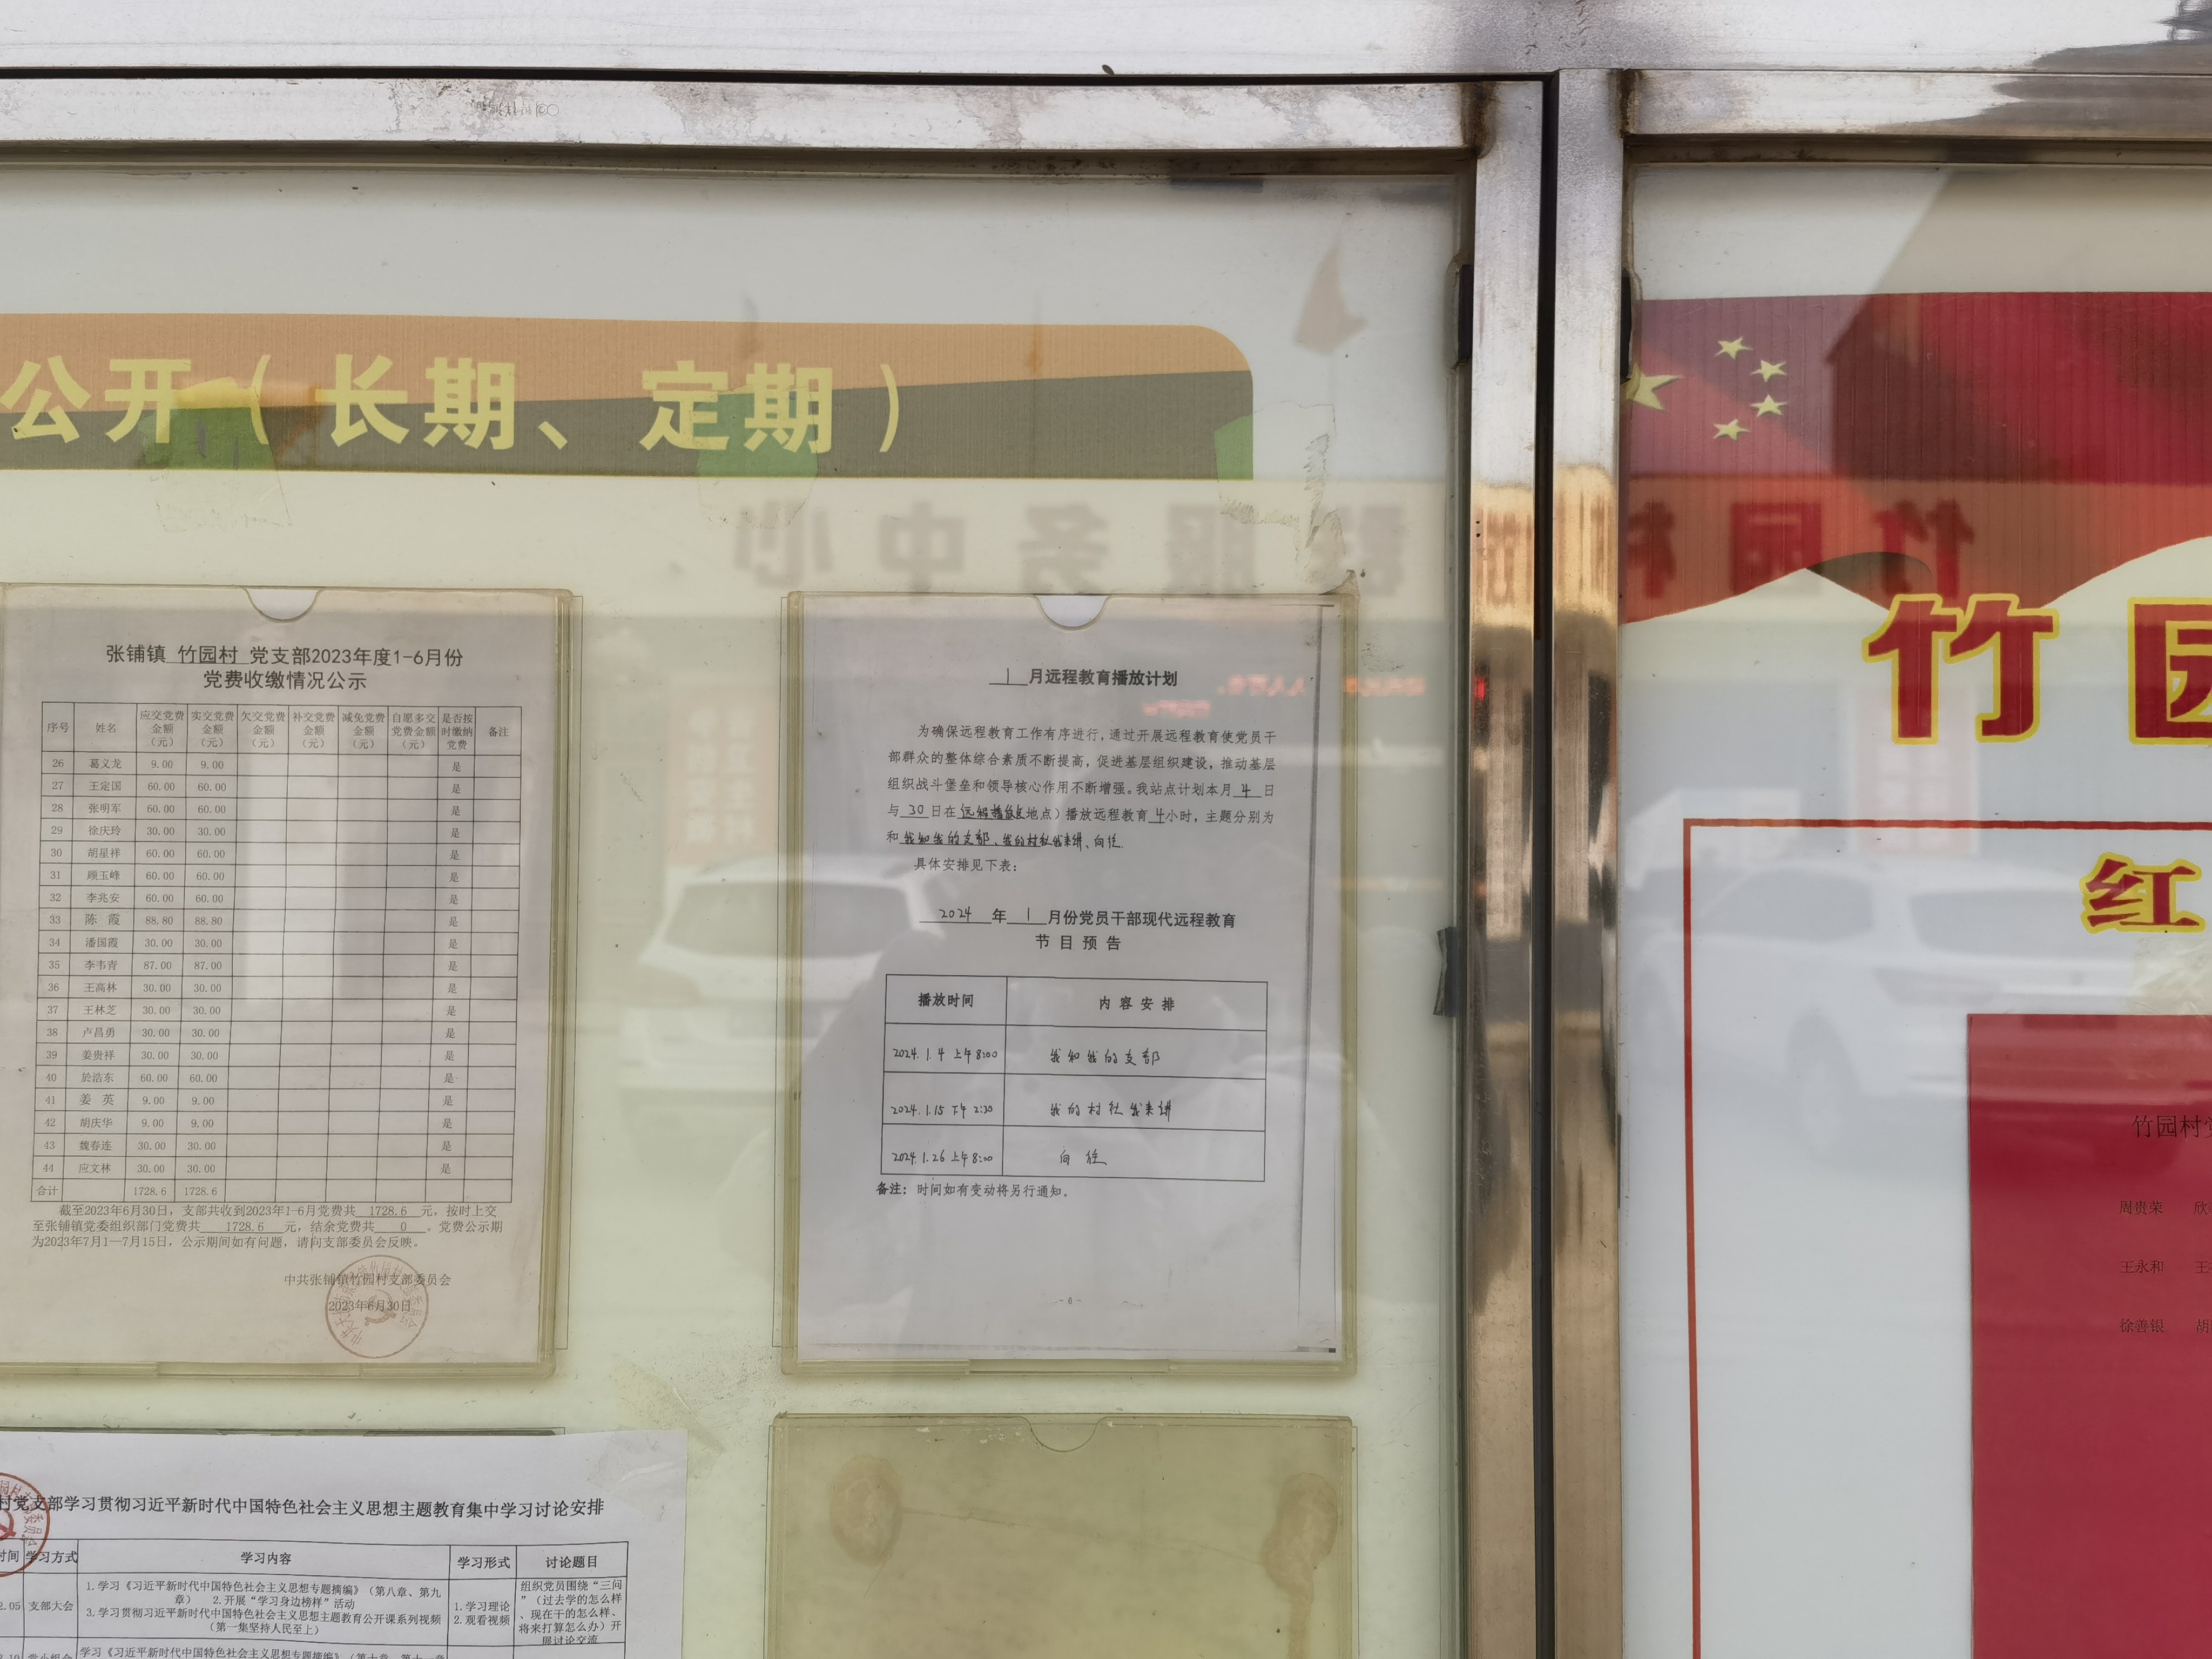 公开（长期、定期）
张铺镇 竹园村 党支部2023年度1-6月份
党费收缴情况公示
序号 姓名 应交党费金额（元） 实交党费金额（元） 欠交党费金额（元） 补交党费金额（元） 减免党费金额（元） 自愿多交党费金额（元） 是否按时缴纳党费 备注
26 葛义龙 9.00 9.00 是
27 王定国 60.00 60.00 是
28 张明军 60.00 60.00 是
29 徐庆玲 30.00 30.00 是
30 胡星祥 60.00 60.00 是
31 顾玉峰 60.00 60.00 是
32 李兆安 60.00 60.00 是
33 陈 霞 88.80 88.80 是
34 潘国霞 30.00 30.00 是
35 李韦青 87.00 87.00 是
36 王高林 30.00 30.00 是
37 王林芝 30.00 30.00 是
38 卢昌勇 30.00 30.00 是
39 姜贵祥 30.00 30.00 是
40 於浩东 60.00 60.00 是
41 姜 英 9.00 9.00 是
42 胡庆华 9.00 9.00 是
43 魏春连 30.00 30.00 是
44 应文林 30.00 30.00 是
合计 1728.6 1728.6
截至2023年6月30日，支部共收到2023年1-6月党费共 1728.6 元，按时上交
至张铺镇党委组织部门党费共 1728.6 元，结余党费共 0 。党费公示期
为2023年7月1—7月15日，公示期间如有问题，请向支部委员会反映。
中共张铺镇竹园村支部委员会
2023年6月30日
1 月远程教育播放计划
为确保远程教育工作有序进行，通过开展远程教育使党员干
部群众的整体综合素质不断提高，促进基层组织建设，推动基层
组织战斗堡垒和领导核心作用不断增强。我站点计划本月 4 日
与 30 日在 远程播放点地点）播放远程教育 4 小时，主题分别为
和 我和我的支部、我的村社我来讲、向往.
具体安排见下表：
2024 年 1 月份党员干部现代远程教育
节目预告
播放时间 内容安排
2024.1.4 上午8:00 我和我的支部
2024.1.15 下午2:30 我的村社我来讲
2024.1.26 上午8:00 向往
备注：时间如有变动将另行通知。
-6-
村党支部学习贯彻习近平新时代中国特色社会主义思想主题教育集中学习讨论安排
时间 学习方式 学习内容 学习形式 讨论题目
2.05 支部大会
1.学习《习近平新时代中国特色社会主义思想专题摘编》（第八章、第九
章） 2.开展“学习身边榜样”活动
3.学习贯彻习近平新时代中国特色社会主义思想主题教育公开课系列视频
（第一集坚持人民至上）
1.学习理论
2.观看视频
组织党员围绕“三问
”（过去学的怎么样
、现在干的怎么样、
将来打算怎么办）开
展讨论交流
学习《习近平新时代中国特色社会主义思想专题摘编》（第十章、第十一章
竹园
红
竹园村党
周贵荣 欣
王永和 王
徐善银 胡